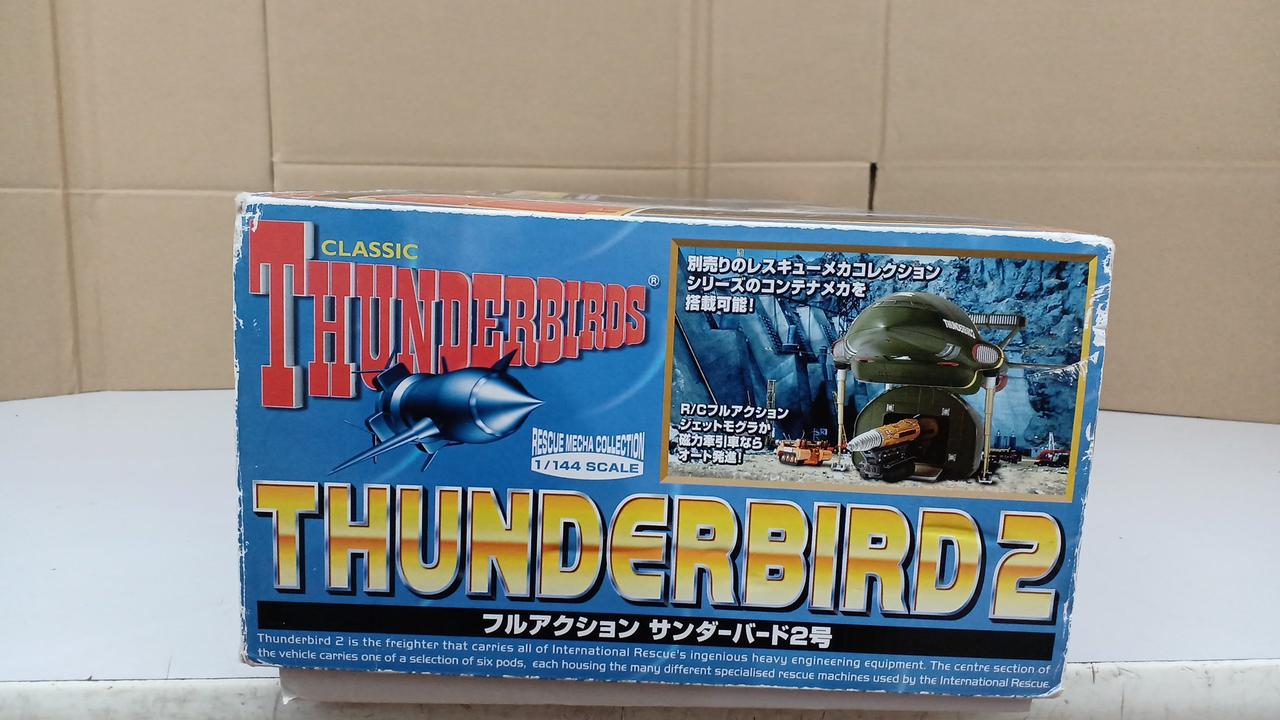 CLASSIC
THUNDERBIRDS®
RESCUE MECHA COLLECTION
1/144 SCALE
別売りのレスキューメカコレクション
シリーズのコンテナメカを
搭載可能!
THUNDERBIRD 2
R/Cフルアクション
ジェットモグラか
磁力牽引車なら
オート発進!
THUNDERBIRD 2
フルアクション サンダーバード2号
Thunderbird 2 is the freighter that carries all of International Rescue's ingenious heavy engineering equipment. The centre section of
the vehicle carries one of a selection of six pods, each housing the many different specialised rescue machines used by the International Rescue.